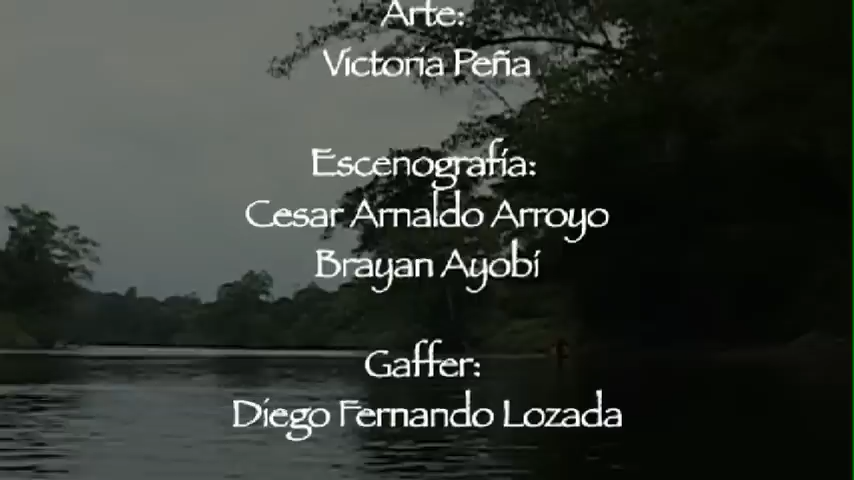 Arte:
Victoria Peña
Escenografía:
Cesar Arnaldo Arroyo
Brayan Ayobí
Gaffer:
Diego Fernando Lozada